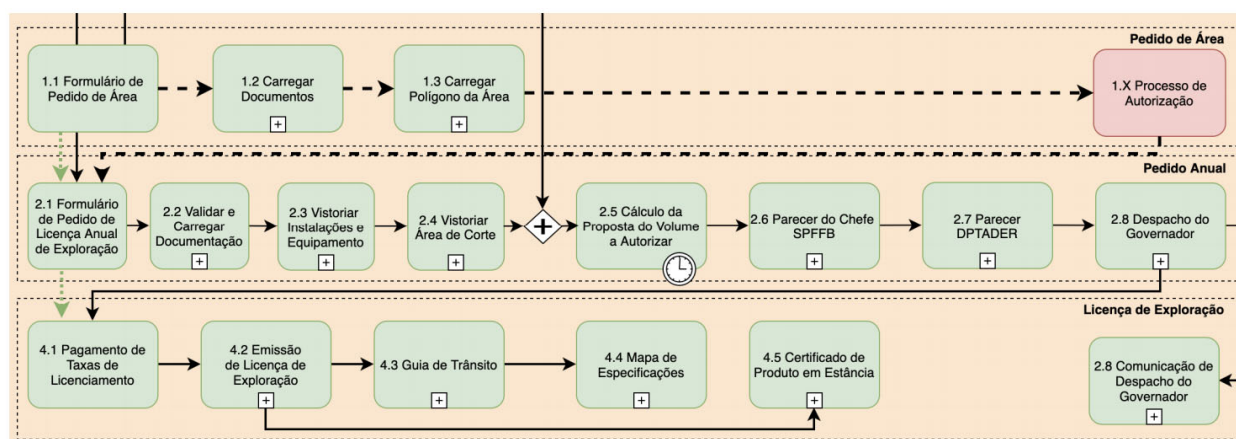 Pedido de Área
1.1 Formulário de
Pedido de Área
1.2 Carregar
Documentos
1.3 Carregar
Polígono da Área
1.X Processo de
Autorização
Pedido Anual
2.1 Formulário
de Pedido de
Licença Anual
de Exploração
2.2 Validar e
Carregar
Documentação
2.3 Vistoriar
Instalações e
Equipamento
2.4 Vistoriar
Área de Corte
2.5 Cálculo da
Proposta do Volume
a Autorizar
2.6 Parecer do Chefe
SPFFB
2.7 Parecer
DPTADER
2.8 Despacho do
Governador
Licença de Exploração
4.1 Pagamento de
Taxas de
Licenciamento
4.2 Emissão
de Licença de
Exploração
4.3 Guia de Trânsito
4.4 Mapa de
Especificações
4.5 Certificado de
Produto em Estância
2.8 Comunicação de
Despacho do
Governador